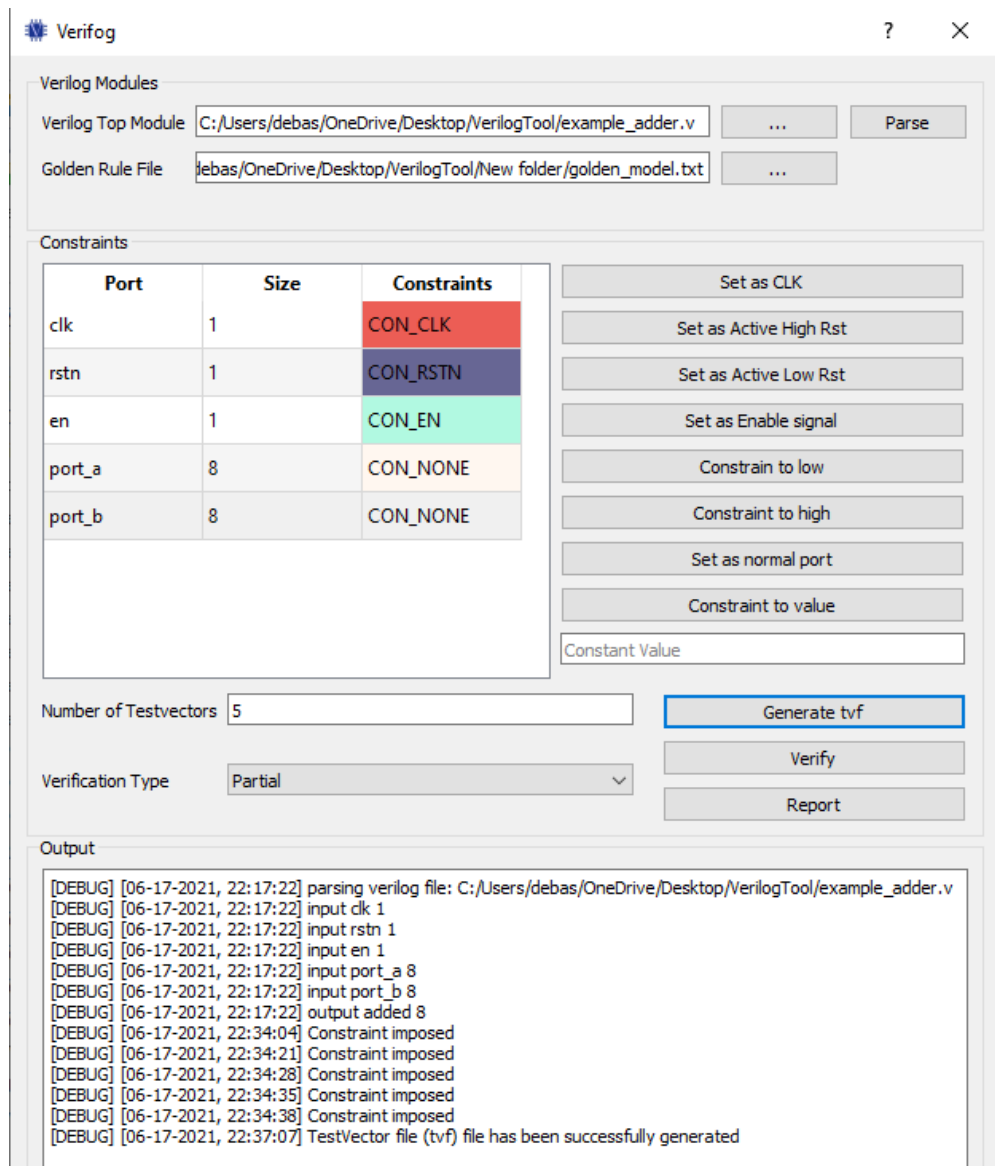 Verifog ?
Verilog Modules
Verilog Top Module C:/Users/debas/OneDrive/Desktop/VerilogTool/example_adder.v ... Parse
Golden Rule File debas/OneDrive/Desktop/VerilogTool/New folder/golden_model.txt ...
Constraints
Port Size Constraints
clk 1 CON_CLK
rstn 1 CON_RSTN
en 1 CON_EN
port_a 8 CON_NONE
port_b 8 CON_NONE
Set as CLK
Set as Active High Rst
Set as Active Low Rst
Set as Enable signal
Constrain to low
Constraint to high
Set as normal port
Constraint to value
Constant Value
Number of Testvectors 5
Generate tvf
Verify
Verification Type Partial
Report
Output
[DEBUG] [06-17-2021, 22:17:22] parsing verilog file: C:/Users/debas/OneDrive/Desktop/VerilogTool/example_adder.v
[DEBUG] [06-17-2021, 22:17:22] input clk 1
[DEBUG] [06-17-2021, 22:17:22] input rstn 1
[DEBUG] [06-17-2021, 22:17:22] input en 1
[DEBUG] [06-17-2021, 22:17:22] input port_a 8
[DEBUG] [06-17-2021, 22:17:22] input port_b 8
[DEBUG] [06-17-2021, 22:17:22] output added 8
[DEBUG] [06-17-2021, 22:34:04] Constraint imposed
[DEBUG] [06-17-2021, 22:34:21] Constraint imposed
[DEBUG] [06-17-2021, 22:34:28] Constraint imposed
[DEBUG] [06-17-2021, 22:34:35] Constraint imposed
[DEBUG] [06-17-2021, 22:34:38] Constraint imposed
[DEBUG] [06-17-2021, 22:37:07] TestVector file (tvf) file has been successfully generated